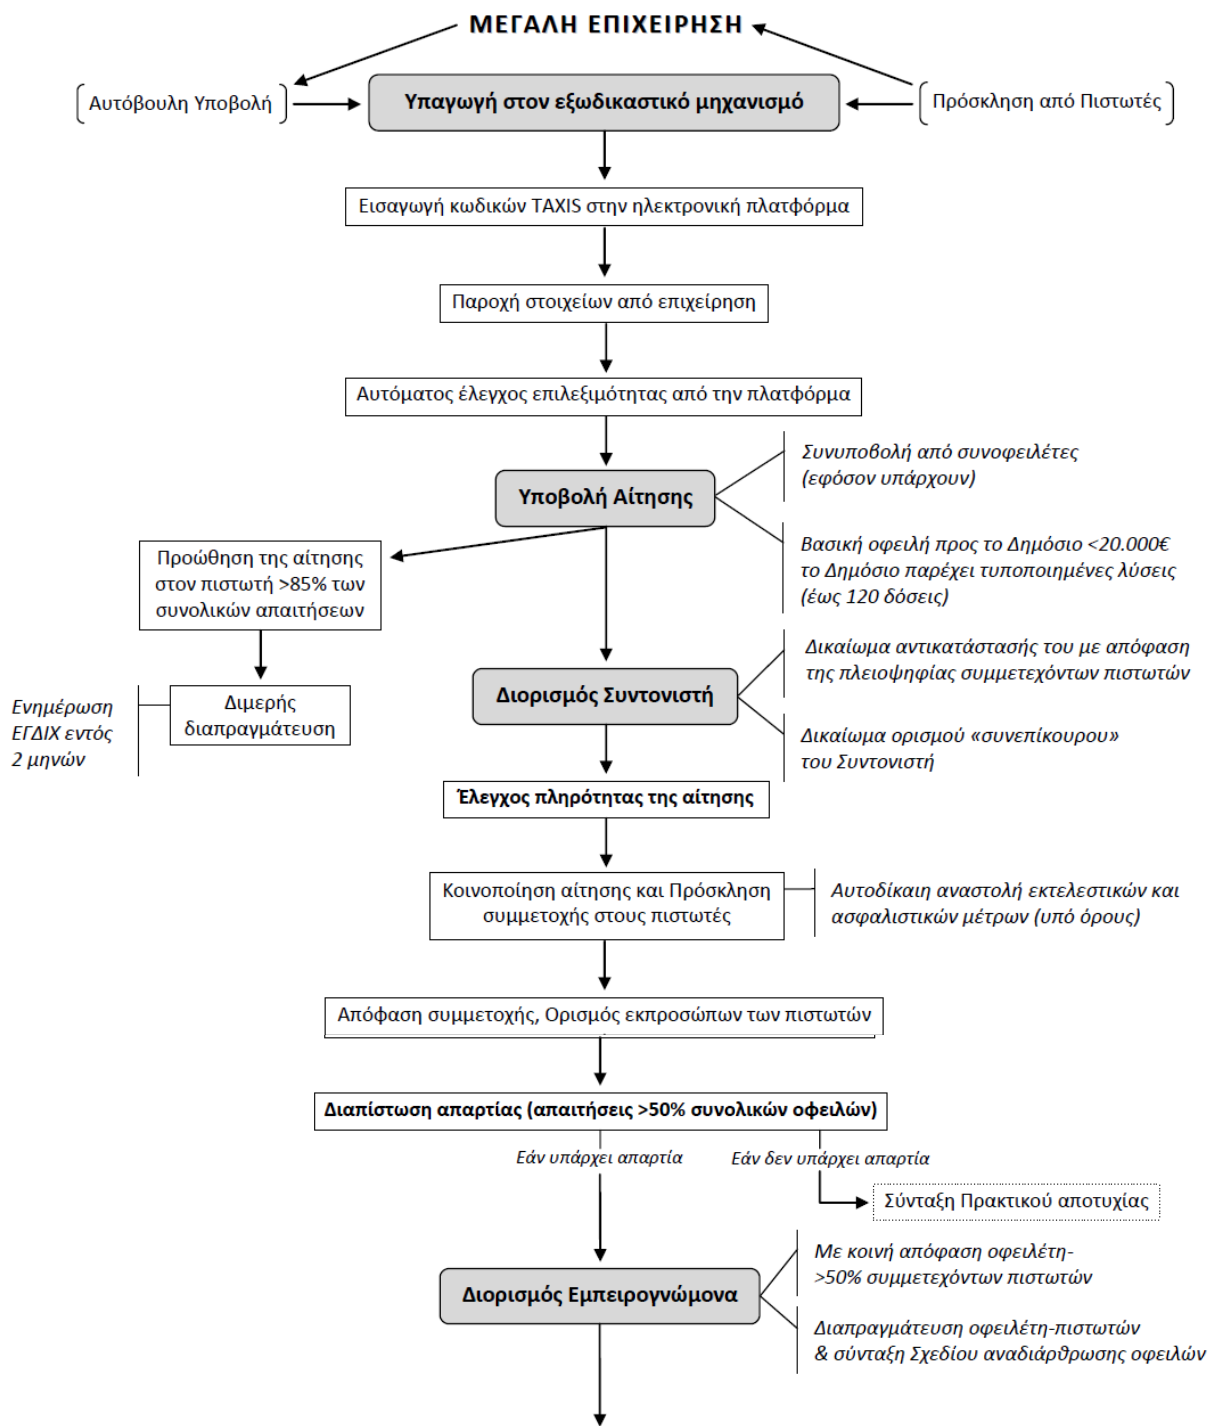 ΜΕΓΑΛΗ ΕΠΙΧΕΙΡΗΣΗ
Αυτόβουλη Υποβολή
Υπαγωγή στον εξωδικαστικό μηχανισμό
Πρόσκληση από Πιστωτές
Εισαγωγή κωδικών TAXIS στην ηλεκτρονική πλατφόρμα
Παροχή στοιχείων από επιχείρηση
Αυτόματος έλεγχος επιλεξιμότητας από την πλατφόρμα
Συνυποβολή από συνοφειλέτες
(εφόσον υπάρχουν)
Υποβολή Αίτησης
Βασική οφειλή προς το Δημόσιο <20.000€
το Δημόσιο παρέχει τυποποιημένες λύσεις
(έως 120 δόσεις)
Προώθηση της αίτησης
στον πιστωτή >85% των
συνολικών απαιτήσεων
Δικαίωμα αντικατάστασής του με απόφαση
της πλειοψηφίας συμμετεχόντων πιστωτών
Διορισμός Συντονιστή
Διμερής
διαπραγμάτευση
Ενημέρωση
ΕΓΔΙΧ εντός
2 μηνών
Δικαίωμα ορισμού «συνεπίκουρου»
του Συντονιστή
Έλεγχος πληρότητας της αίτησης
Κοινοποίηση αίτησης και Πρόσκληση
συμμετοχής στους πιστωτές
Αυτοδίκαιη αναστολή εκτελεστικών και
ασφαλιστικών μέτρων (υπό όρους)
Απόφαση συμμετοχής, Ορισμός εκπροσώπων των πιστωτών
Διαπίστωση απαρτίας (απαιτήσεις >50% συνολικών οφειλών)
Εάν υπάρχει απαρτία
Εάν δεν υπάρχει απαρτία
Σύνταξη Πρακτικού αποτυχίας
Με κοινή απόφαση οφειλέτη-
>50% συμμετεχόντων πιστωτών
Διορισμός Εμπειρογνώμονα
Διαπραγμάτευση οφειλέτη-πιστωτών
& σύνταξη Σχεδίου αναδιάρθρωσης οφειλών